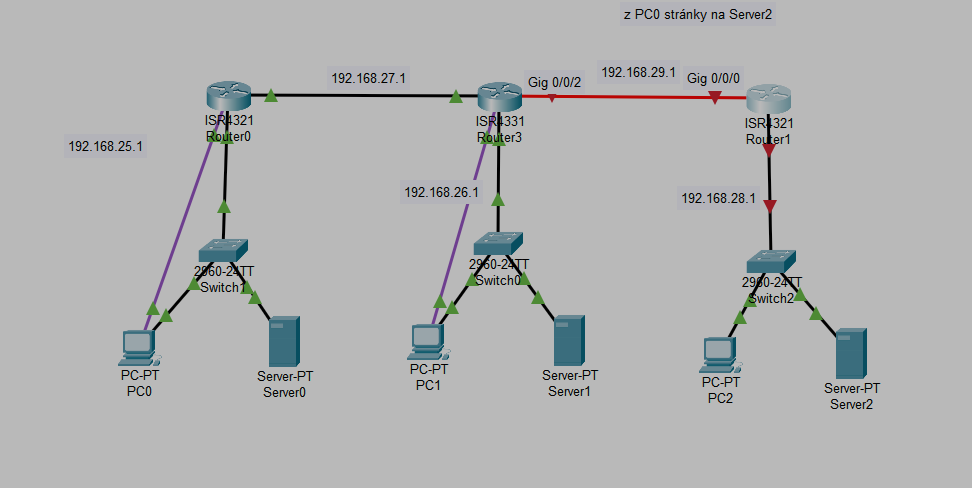 z PC0 stránky na Server2
192.168.27.1
Gig 0/0/2
192.168.29.1
Gig 0/0/0
ISR4321
Router0
ISR4331
Router3
ISR4321
Router1
192.168.25.1
192.168.26.1
192.168.28.1
2960-24TT
Switch1
2960-24TT
Switch0
2960-24TT
Switch2
PC-PT
PC0
Server-PT
Server0
PC-PT
PC1
Server-PT
Server1
PC-PT
PC2
Server-PT
Server2